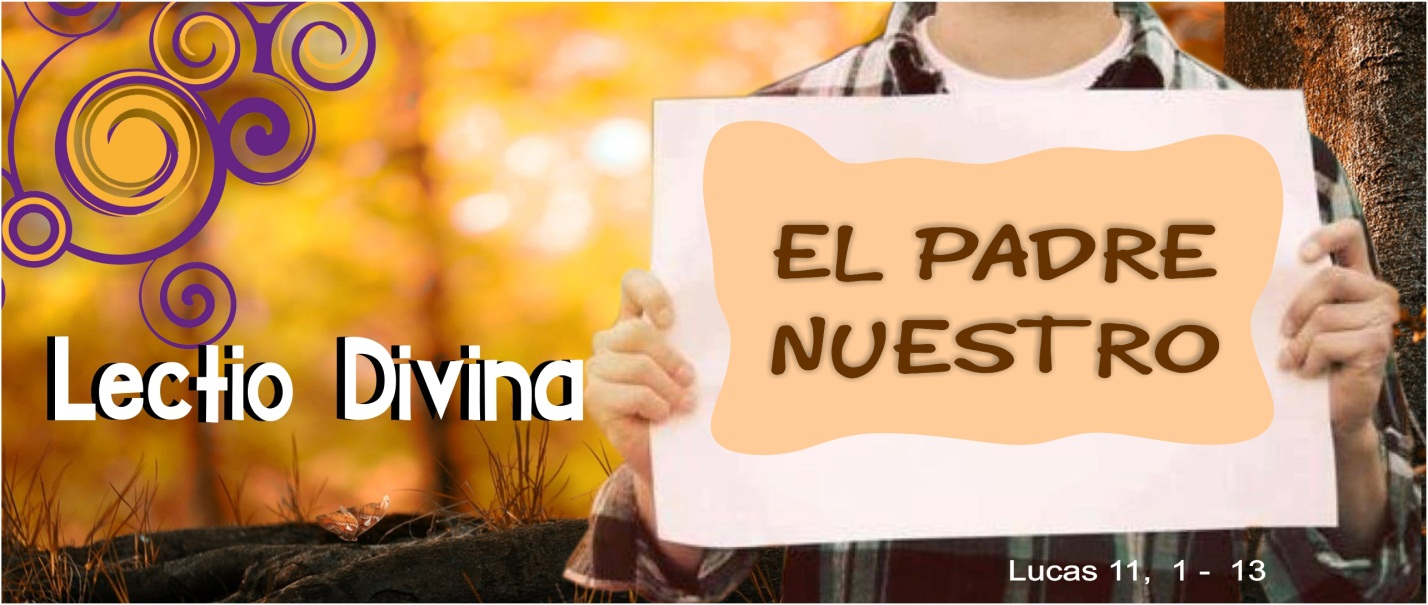 Lectio Divina
EL PADRE
NUESTRO
Lucas 11, 1 - 13